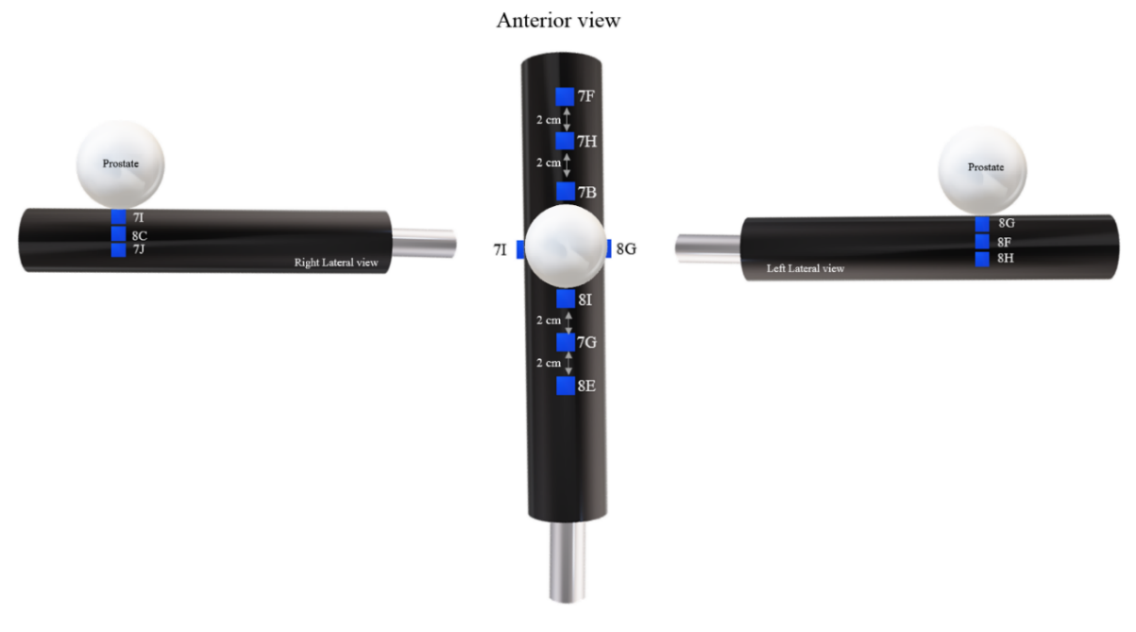 Anterior view
7F
2 cm
7H
2 cm
7B
7I
8G
8I
2 cm
7G
2 cm
8E
Prostate
7I
8C
7J
Right Lateral view
Prostate
8G
8F
8H
Left Lateral view